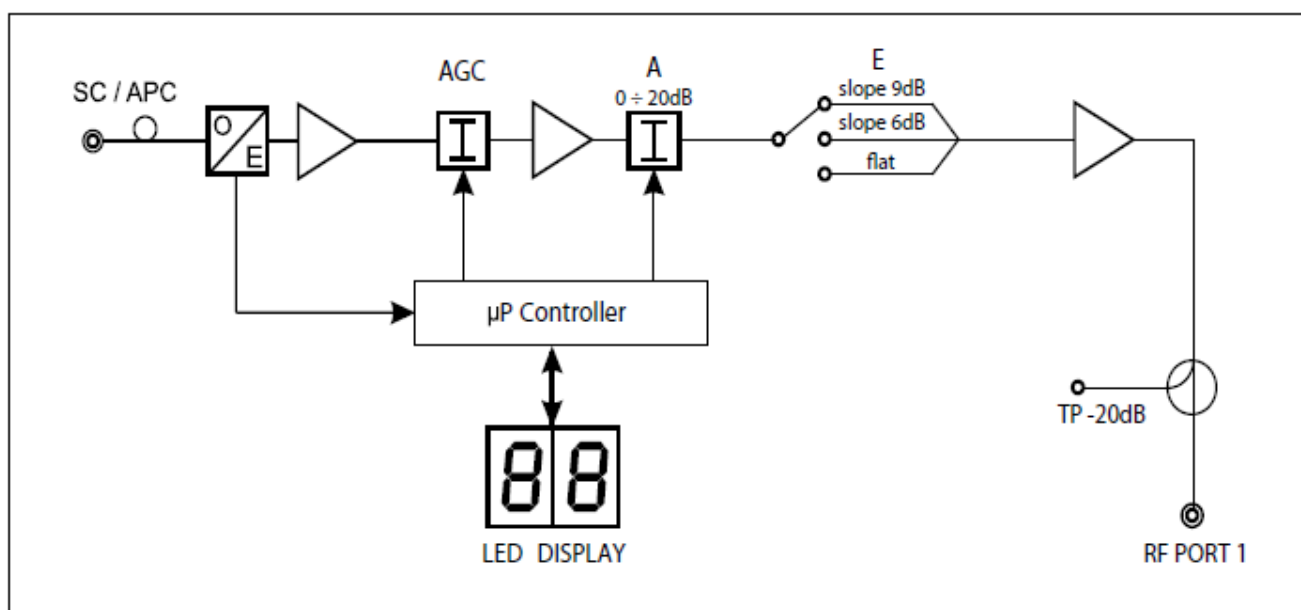 SC / APC
O
E
AGC
A
0 ÷ 20dB
E
slope 9dB
slope 6dB
flat
µP Controller
TP -20dB
88
LED DISPLAY
RF PORT 1